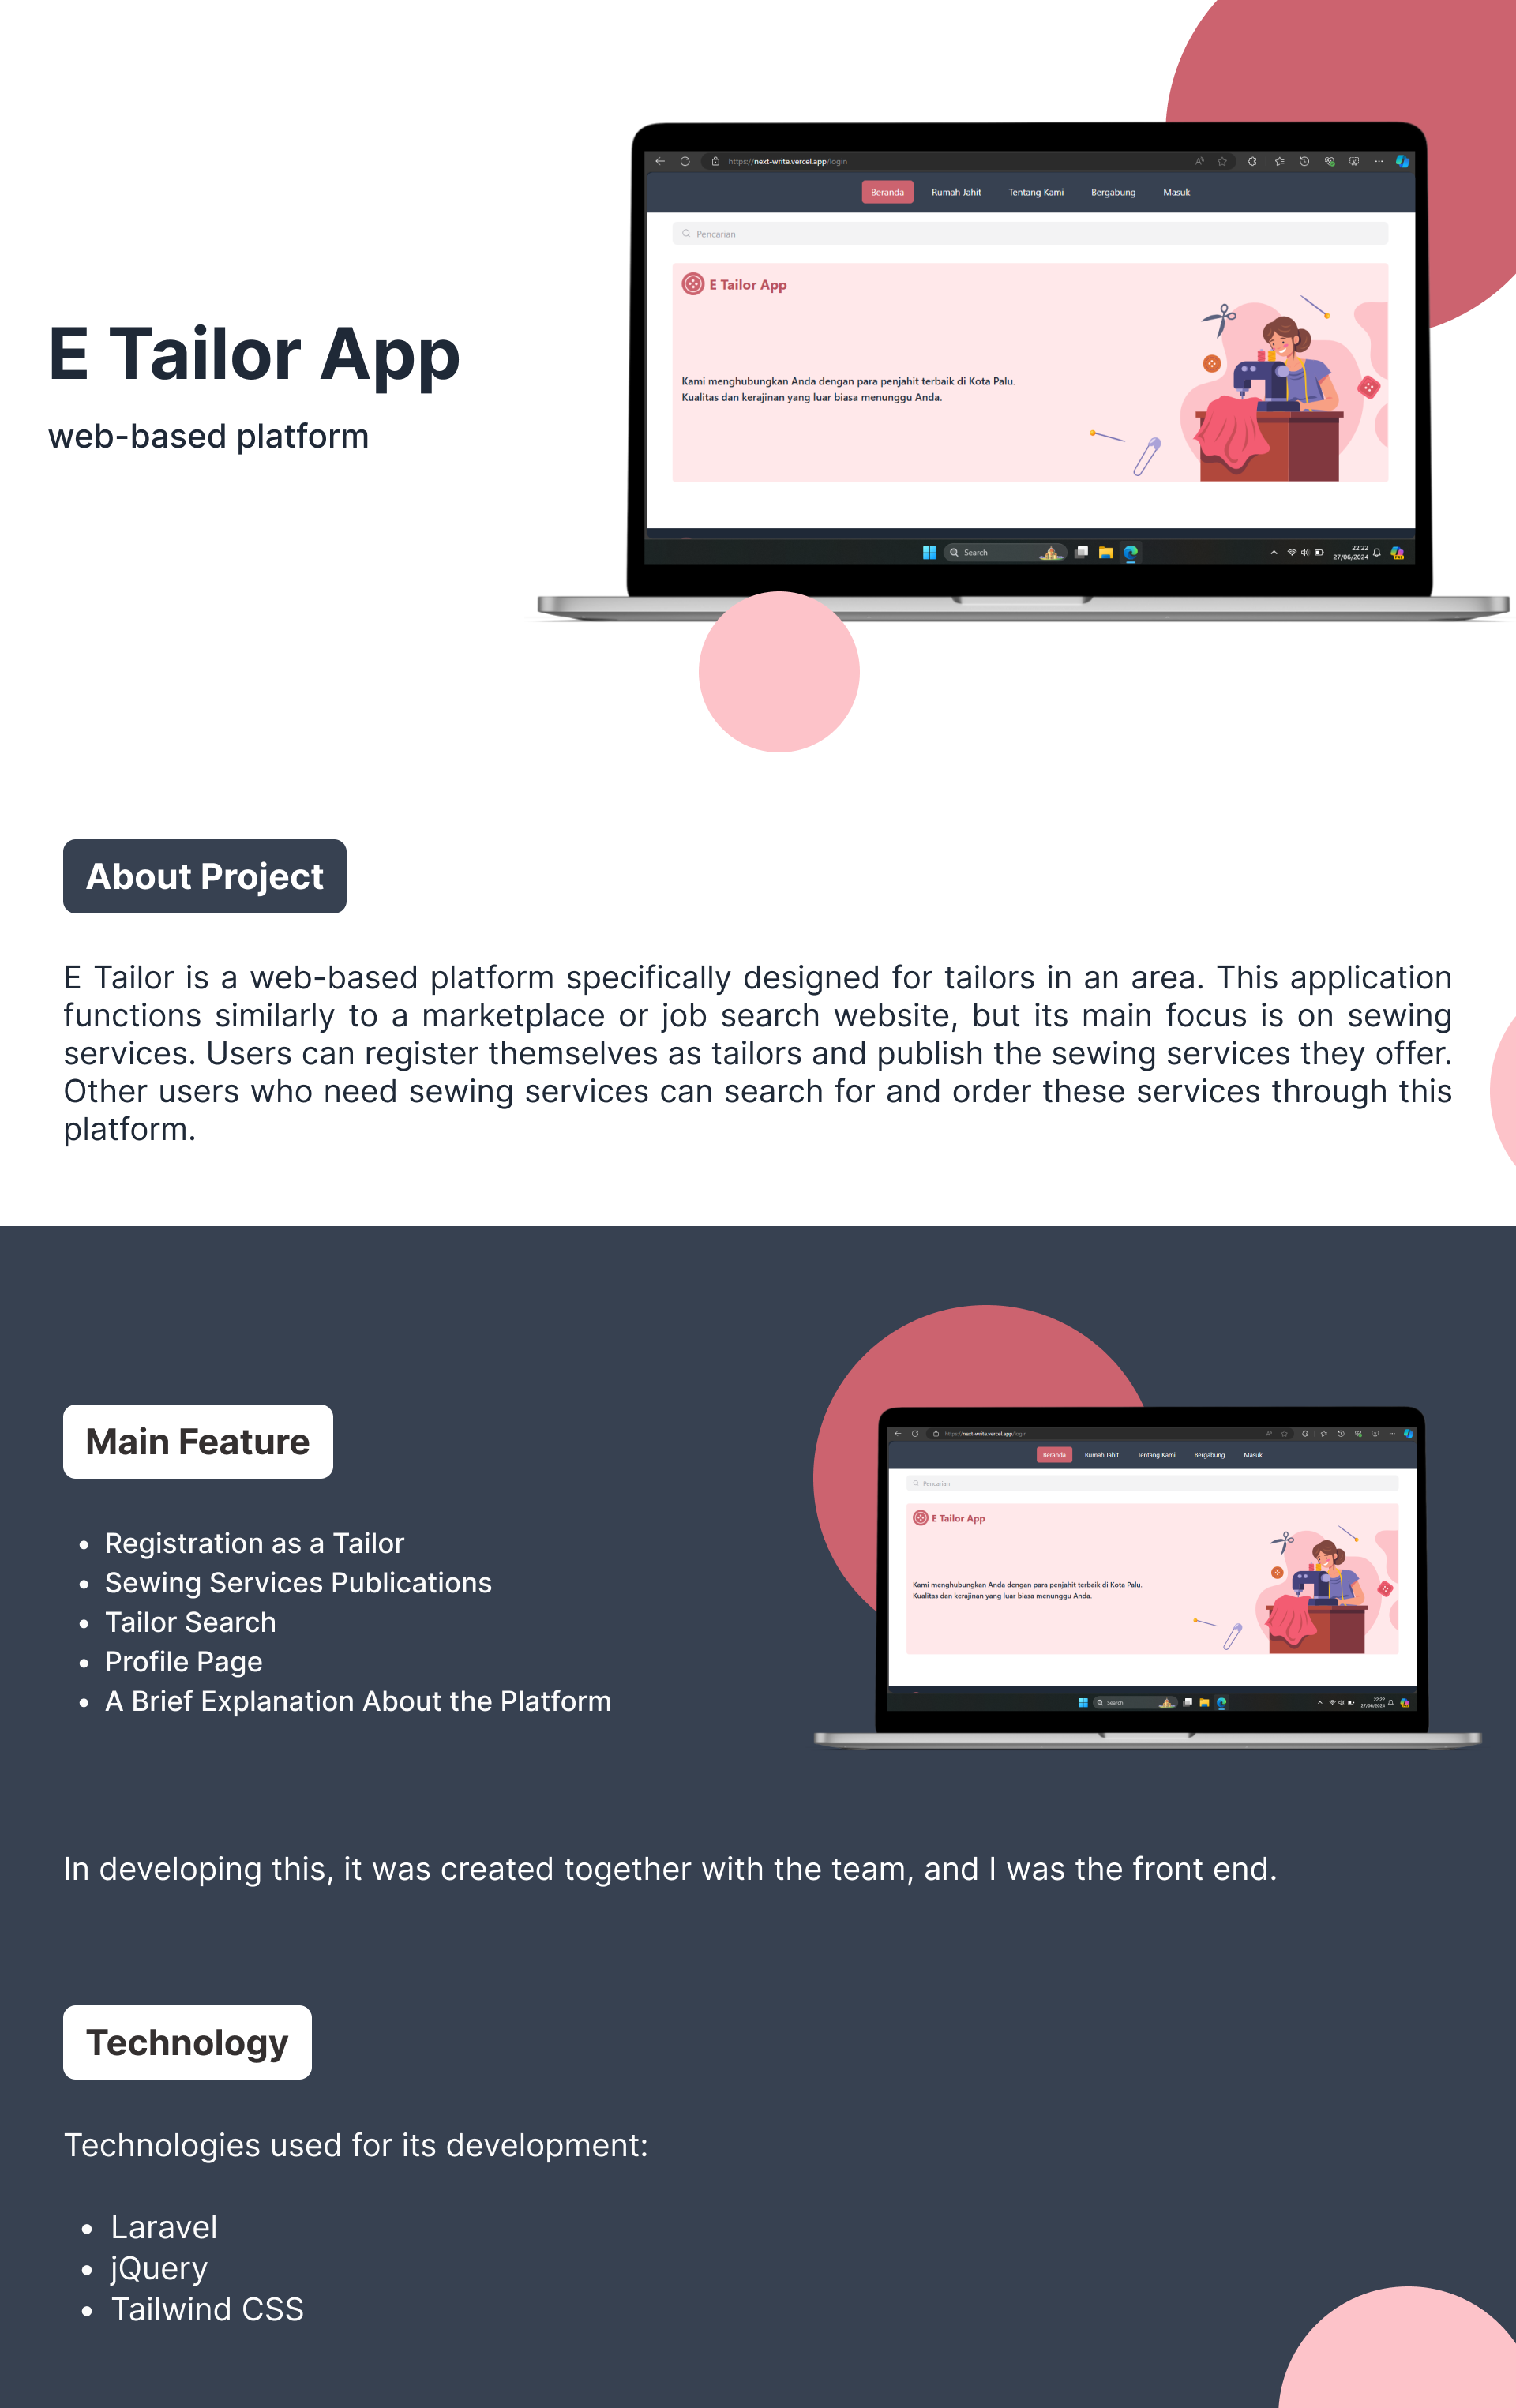 https://next-write.vercel.app/login
Beranda Rumah Jahit Tentang Kami Bergabung Masuk
Pencarian
E Tailor App
Kami menghubungkan Anda dengan para penjahit terbaik di Kota Palu.
Kualitas dan kerajinan yang luar biasa menunggu Anda.
Search
22:22
27/06/2024
E Tailor App
web-based platform
About Project
E Tailor is a web-based platform specifically designed for tailors in an area. This application
functions similarly to a marketplace or job search website, but its main focus is on sewing
services. Users can register themselves as tailors and publish the sewing services they offer.
Other users who need sewing services can search for and order these services through this
platform.
Main Feature
• Registration as a Tailor
• Sewing Services Publications
• Tailor Search
• Profile Page
• A Brief Explanation About the Platform
https://next-write.vercel.app/login
Beranda Rumah Jahit Tentang Kami Bergabung Masuk
Pencarian
E Tailor App
Kami menghubungkan Anda dengan para penjahit terbaik di Kota Palu.
Kualitas dan kerajinan yang luar biasa menunggu Anda.
Search
22:22
27/06/2024
In developing this, it was created together with the team, and I was the front end.
Technology
Technologies used for its development:
• Laravel
• jQuery
• Tailwind CSS